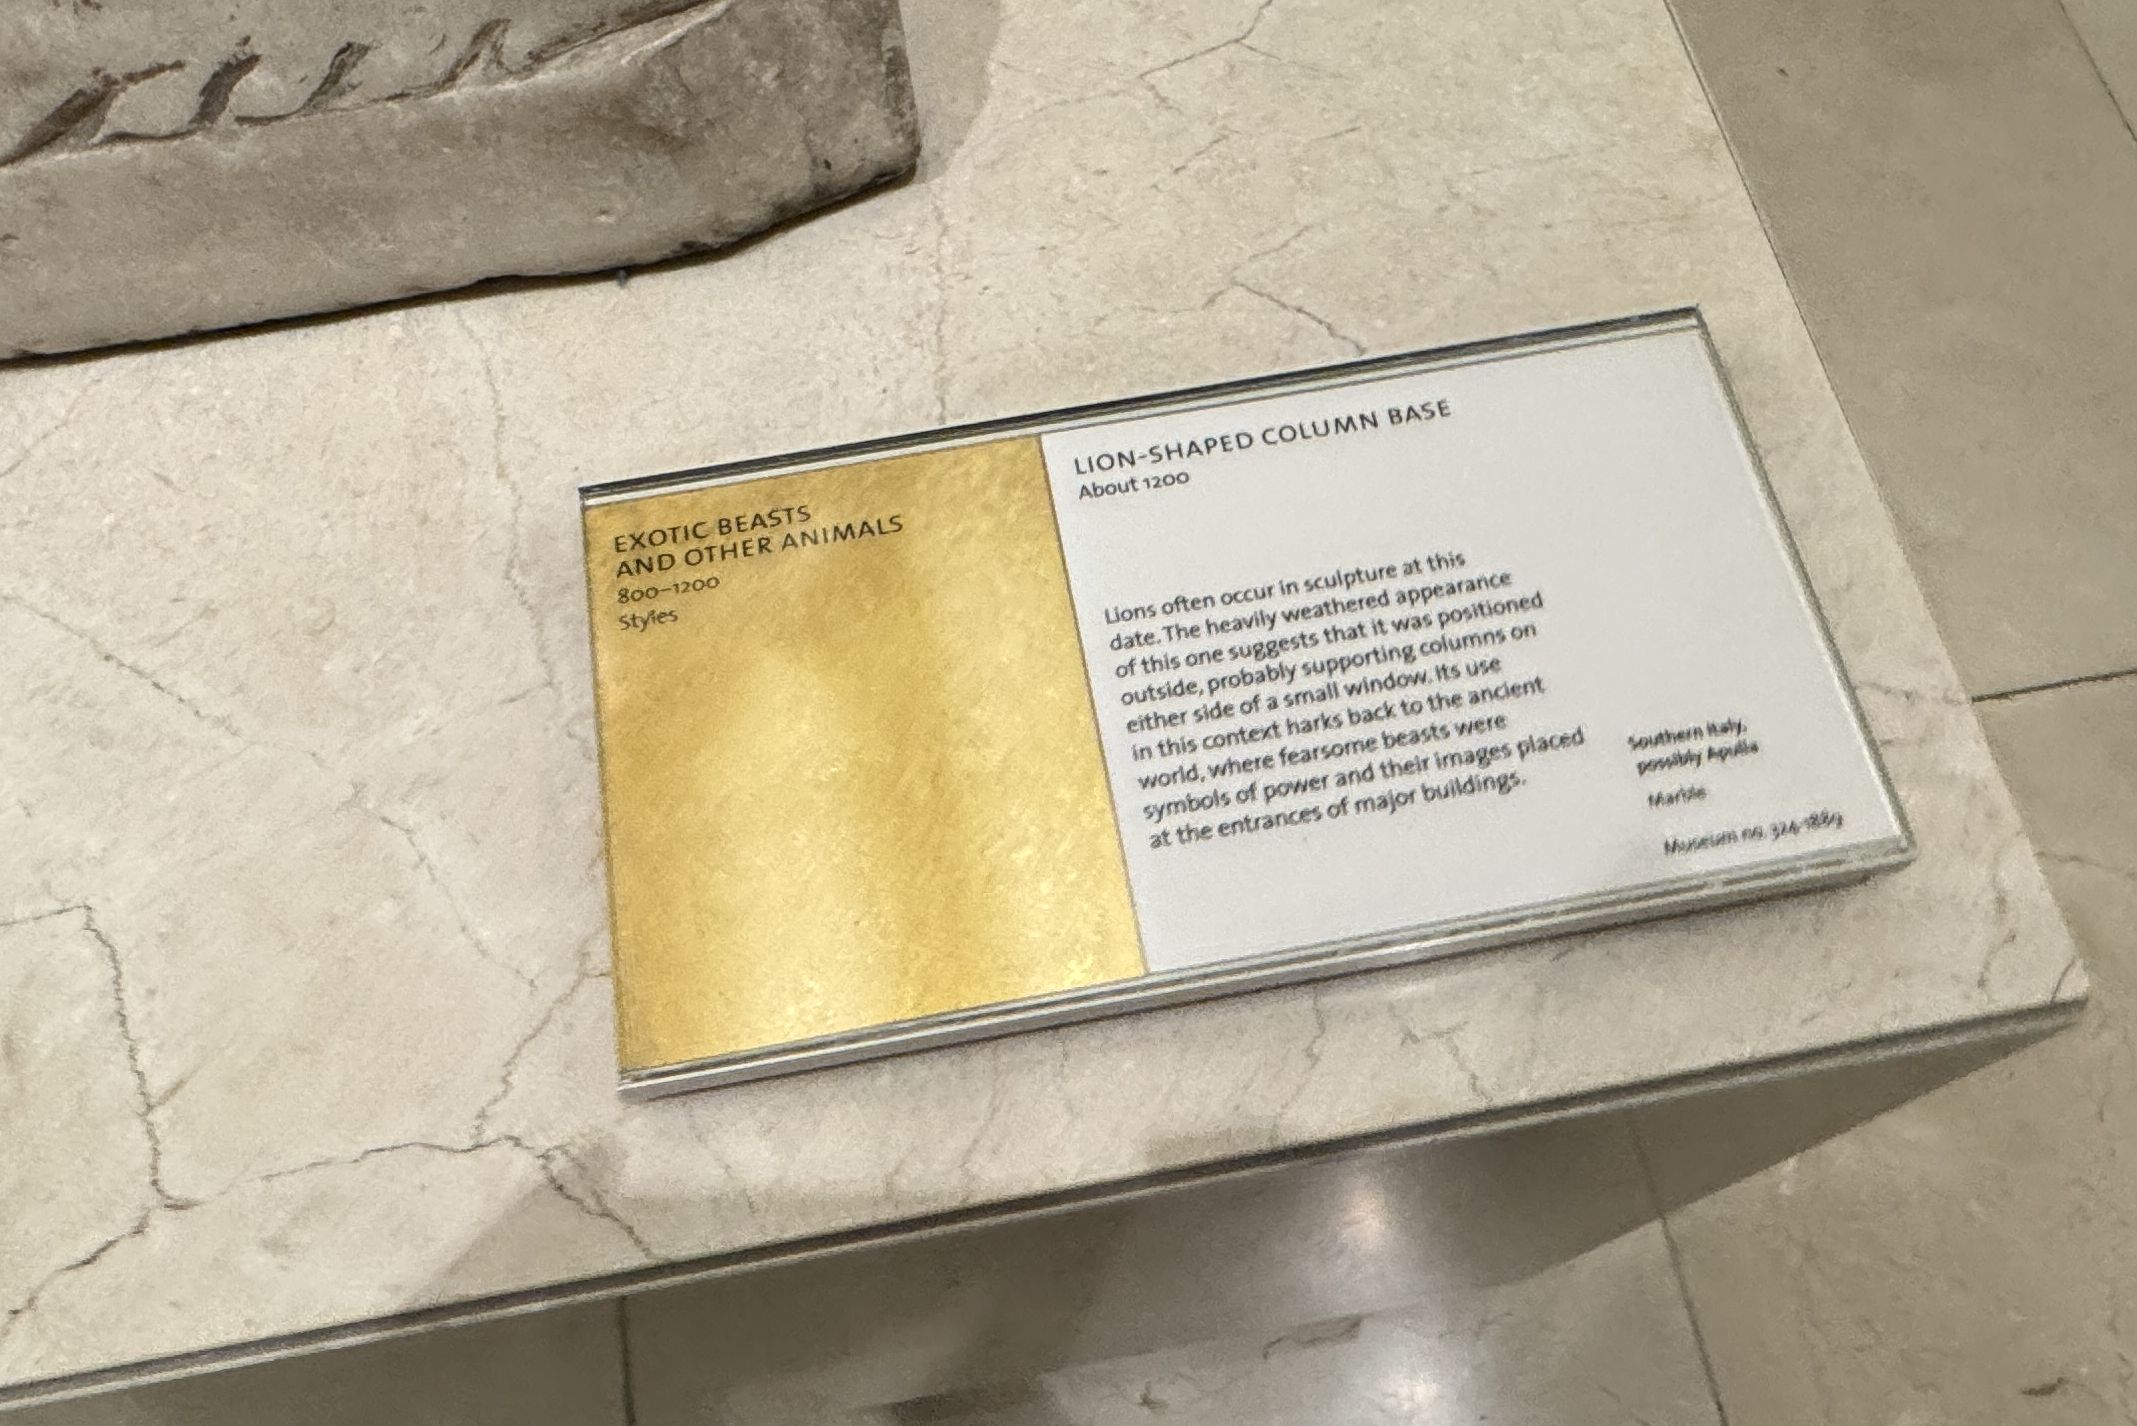 EXOTIC BEASTS
AND OTHER ANIMALS
800–1200
Styles
LION-SHAPED COLUMN BASE
About 1200
Lions often occur in sculpture at this
date. The heavily weathered appearance
of this one suggests that it was positioned
outside, probably supporting columns on
either side of a small window. Its use
in this context harks back to the ancient
world, where fearsome beasts were
symbols of power and their images placed
at the entrances of major buildings.
Southern Italy,
possibly Apulia
Marble
Museum no. 324-1889